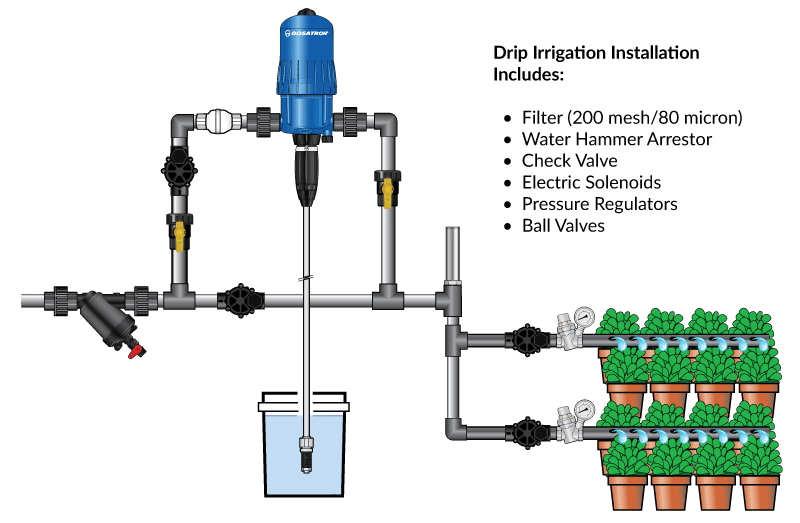 DOSATRON
Drip Irrigation Installation
Includes:
• Filter (200 mesh/80 micron)
• Water Hammer Arrestor
• Check Valve
• Electric Solenoids
• Pressure Regulators
• Ball Valves